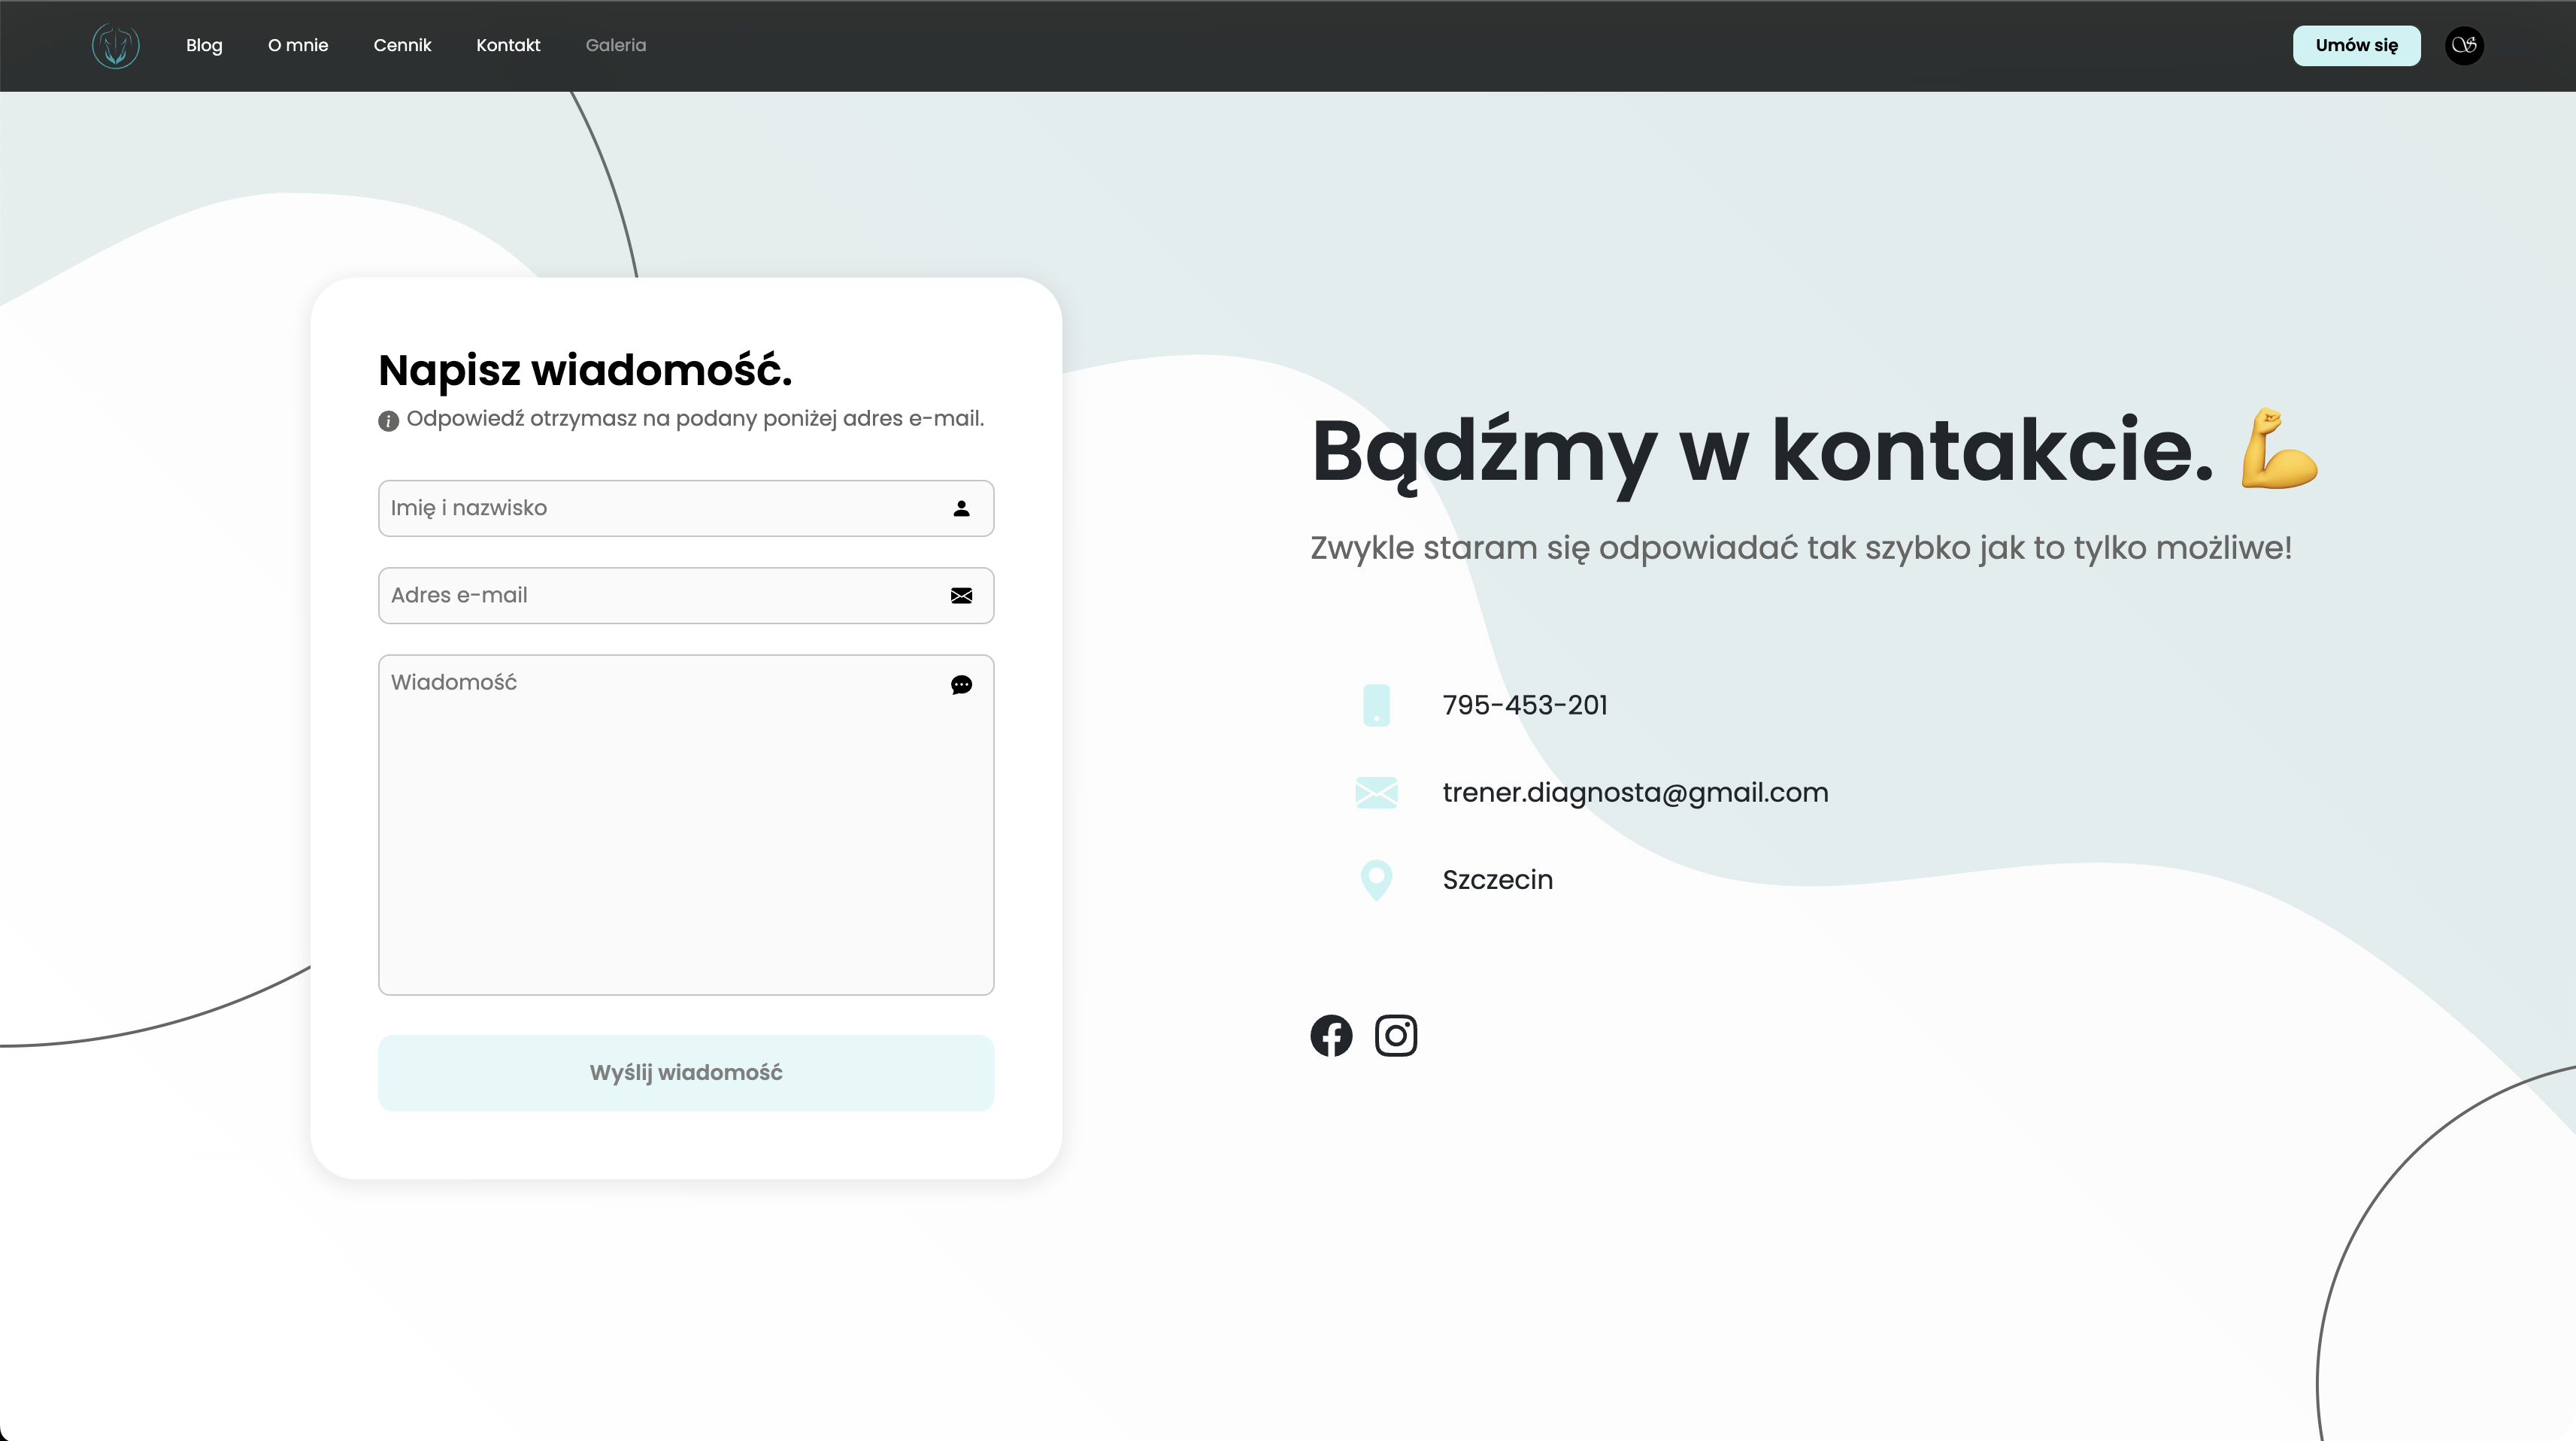 Blog
O mnie
Cennik
Kontakt
Galeria
Umów się
Napisz wiadomość.
Odpowiedź otrzymasz na podany poniżej adres e-mail.
Imię i nazwisko
Adres e-mail
Wiadomość
Wyślij wiadomość
Bądźmy w kontakcie. 💪
Zwykle staram się odpowiadać tak szybko jak to tylko możliwe!
795-453-201
trener.diagnosta@gmail.com
Szczecin